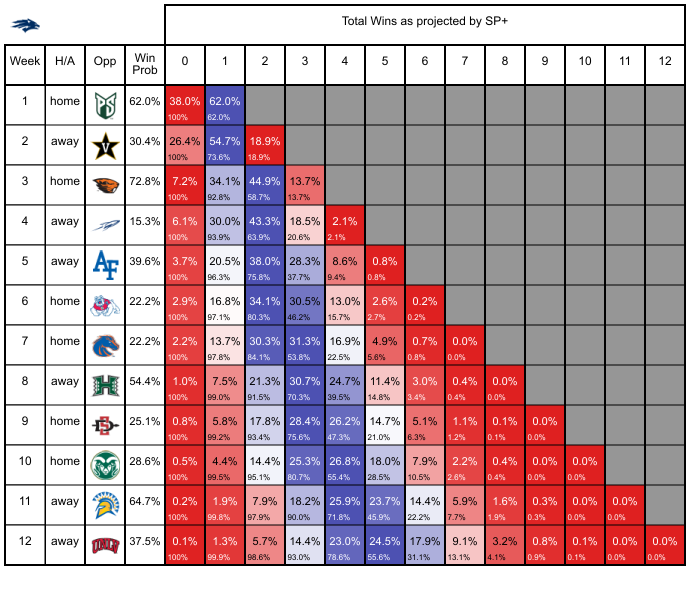 Total Wins as projected by SP+
Week H/A Opp Win Prob 0 1 2 3 4 5 6 7 8 9 10 11 12
1 home PS 62.0% 38.0% 62.0%
100% 62.0%
2 away V 30.4% 26.4% 54.7% 18.9%
100% 73.6% 18.9%
3 home 72.8% 7.2% 34.1% 44.9% 13.7%
100% 92.8% 58.7% 13.7%
4 away 15.3% 6.1% 30.0% 43.3% 18.5% 2.1%
100% 93.9% 63.9% 20.6% 2.1%
5 away AF 39.6% 3.7% 20.5% 38.0% 28.3% 8.6% 0.8%
100% 96.3% 75.8% 37.7% 9.4% 0.8%
6 home 22.2% 2.9% 16.8% 34.1% 30.5% 13.0% 2.6% 0.2%
100% 97.1% 80.3% 46.2% 15.7% 2.7% 0.2%
7 home 22.2% 2.2% 13.7% 30.3% 31.3% 16.9% 4.9% 0.7% 0.0%
100% 97.8% 84.1% 53.8% 22.5% 5.6% 0.8% 0.0%
8 away H 54.4% 1.0% 7.5% 21.3% 30.7% 24.7% 11.4% 3.0% 0.4% 0.0%
100% 99.0% 91.5% 70.3% 39.5% 14.8% 3.4% 0.4% 0.0%
9 home SD 25.1% 0.8% 5.8% 17.8% 28.4% 26.2% 14.7% 5.1% 1.1% 0.1% 0.0%
100% 99.2% 93.4% 75.6% 47.3% 21.0% 6.3% 1.2% 0.1% 0.0%
10 home 28.6% 0.5% 4.4% 14.4% 25.3% 26.8% 18.0% 7.9% 2.2% 0.4% 0.0% 0.0%
100% 99.5% 95.1% 80.7% 55.4% 28.5% 10.5% 2.6% 0.4% 0.0% 0.0%
11 away 64.7% 0.2% 1.9% 7.9% 18.2% 25.9% 23.7% 14.4% 5.9% 1.6% 0.3% 0.0% 0.0%
100% 99.8% 97.9% 90.0% 71.8% 45.9% 22.2% 7.7% 1.9% 0.3% 0.0% 0.0%
12 away UNLV 37.5% 0.1% 1.3% 5.7% 14.4% 23.0% 24.5% 17.9% 9.1% 3.2% 0.8% 0.1% 0.0% 0.0%
100% 99.9% 98.6% 93.0% 78.6% 55.6% 31.1% 13.1% 4.1% 0.9% 0.1% 0.0% 0.0%